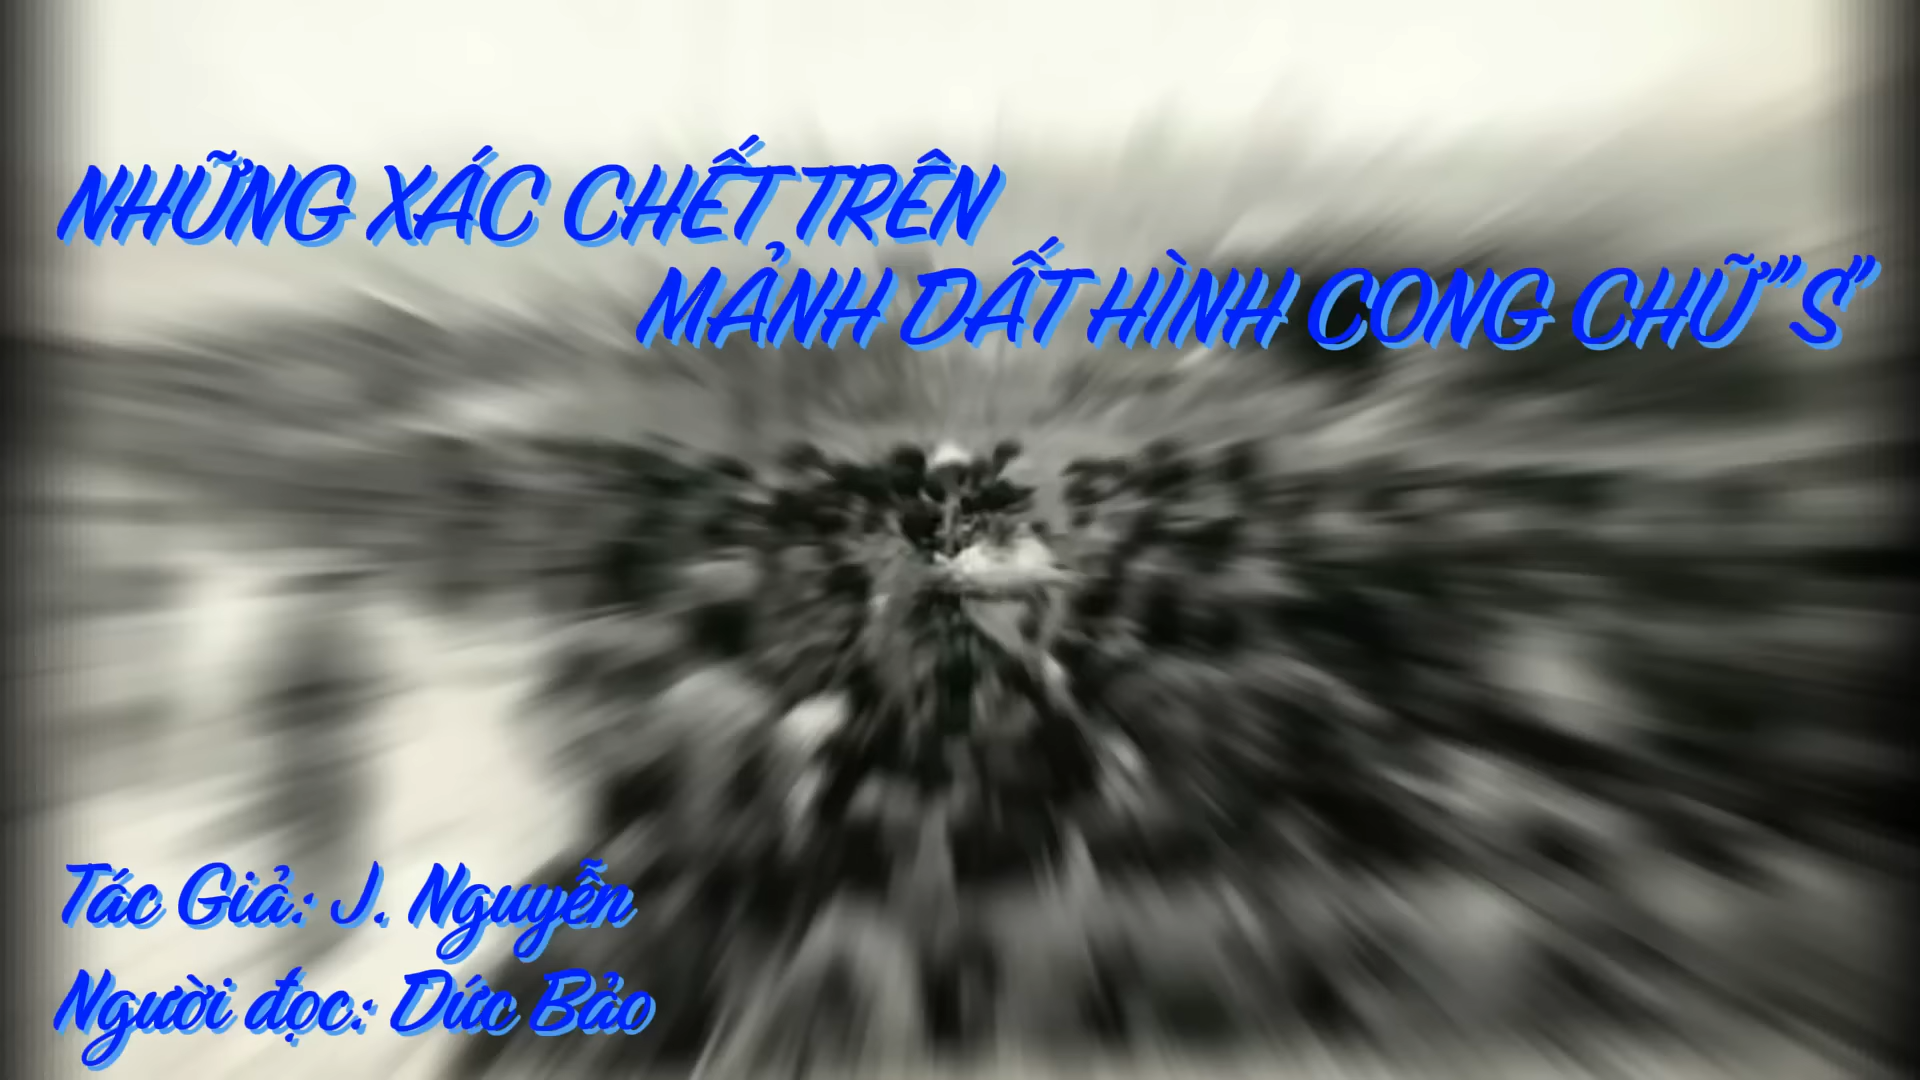 NHỮNG XÁC CHẾT TRÊN
MẢNH ĐẤT HÌNH CONG CHỮ "S"
Tác Giả: J. Nguyễn
Người đọc: Đức Bảo